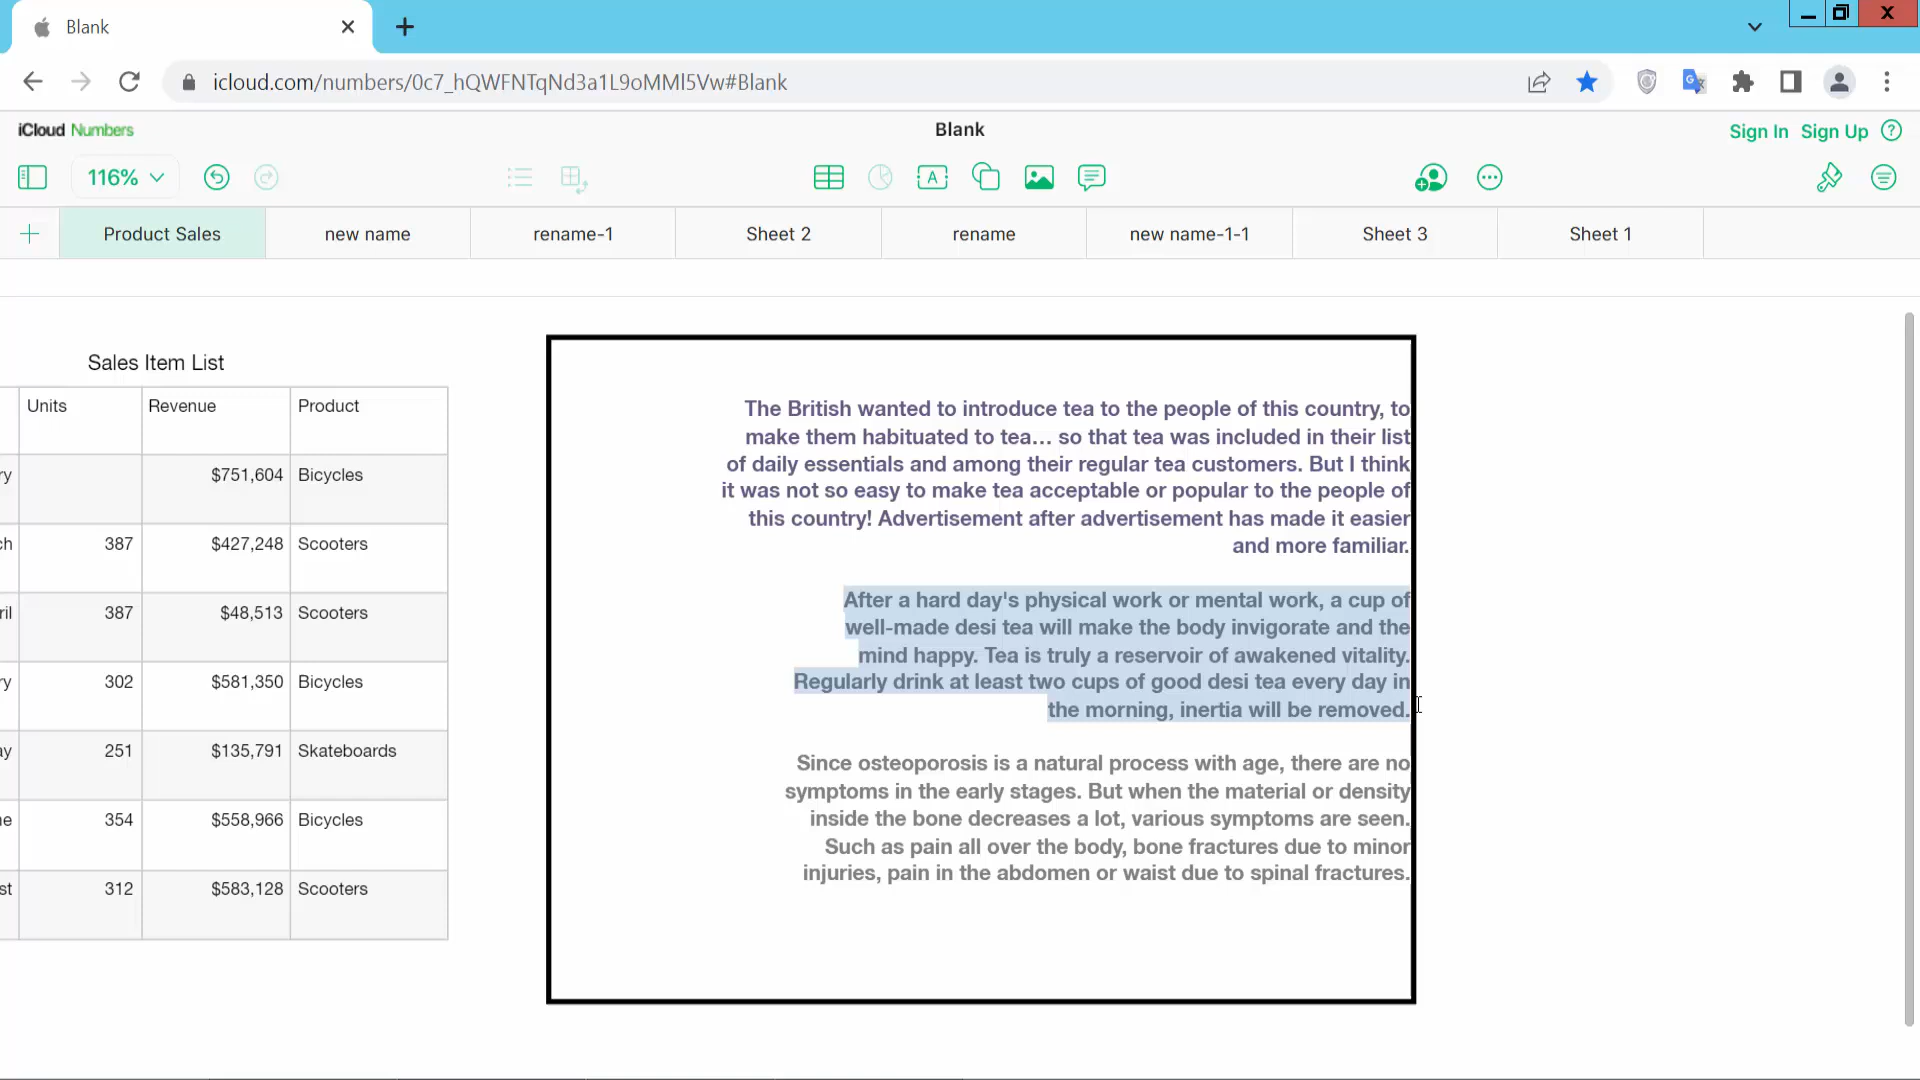 Blank
icloud.com/numbers/0c7_hQWFNTqNd3a1L9oMMl5Vw#Blank
iCloud Numbers
Blank
Sign In Sign Up
116%
Product Sales
new name
rename-1
Sheet 2
rename
new name-1-1
Sheet 3
Sheet 1
Sales Item List
Units Revenue Product
ry $751,604 Bicycles
ch 387 $427,248 Scooters
ril 387 $48,513 Scooters
ry 302 $581,350 Bicycles
ay 251 $135,791 Skateboards
ne 354 $558,966 Bicycles
st 312 $583,128 Scooters
The British wanted to introduce tea to the people of this country, to
make them habituated to tea… so that tea was included in their list
of daily essentials and among their regular tea customers. But I think
it was not so easy to make tea acceptable or popular to the people of
this country! Advertisement after advertisement has made it easier
and more familiar.
After a hard day's physical work or mental work, a cup of
well-made desi tea will make the body invigorate and the
mind happy. Tea is truly a reservoir of awakened vitality.
Regularly drink at least two cups of good desi tea every day in
the morning, inertia will be removed.
Since osteoporosis is a natural process with age, there are no
symptoms in the early stages. But when the material or density
inside the bone decreases a lot, various symptoms are seen.
Such as pain all over the body, bone fractures due to minor
injuries, pain in the abdomen or waist due to spinal fractures.